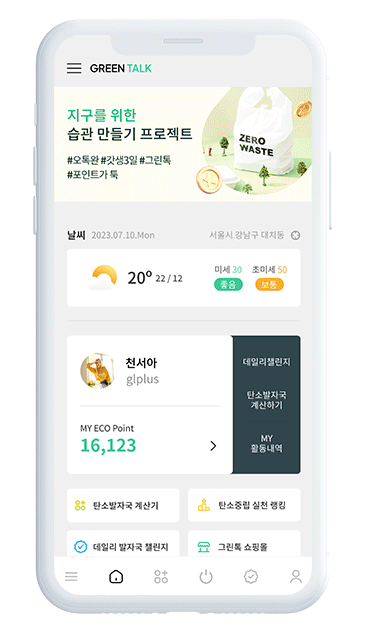 GREEN TALK
지구를 위한
습관 만들기 프로젝트
#오톡완 #갓생3일 #그린톡
#포인트가 톡
ZERO
WASTE
날씨 2023.07.10.Mon 서울시 강남구 대치동
20º 22 / 12 미세 30 초미세 50
좋음 보통
천서아
glplus
MY ECO Point
16,123
데일리챌린지
탄소발자국
계산하기
MY
활동내역
탄소발자국 계산기 탄소중립 실천 랭킹
데일리 발자국 챌린지 그린톡 쇼핑몰